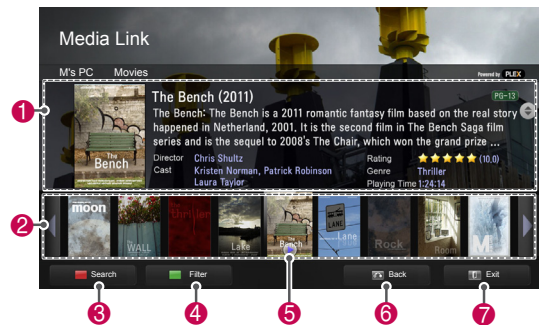 Media Link
M's PC Movies
Powered by PLEX
1
The Bench (2011)
PG-13
The Bench: The Bench is a 2011 romantic fantasy film based on the real story
happened in Netherland, 2001. It is the second film in The Bench Saga film
series and is the sequel to 2008's The Chair, which won the grand prize ...
The
Bench
Director Chris Shultz
Rating (10,0)
Cast Kristen Norman, Patrick Robinson
Genre Thriller
Laura Taylor
Playing Time 1:24:14
2
moon
WALL
thriller
Lake
The
Bench
LANE
Lane
Rock
Room
M
Search
Filter
Back
Exit
3
4
5
6
7